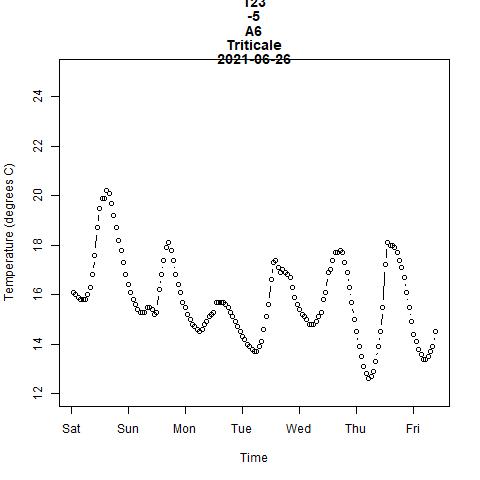 123
-5
A6
Triticale
2021-06-26
24
22
20
18
16
14
12
Temperature (degrees C)
Sat Sun Mon Tue Wed Thu Fri
Time